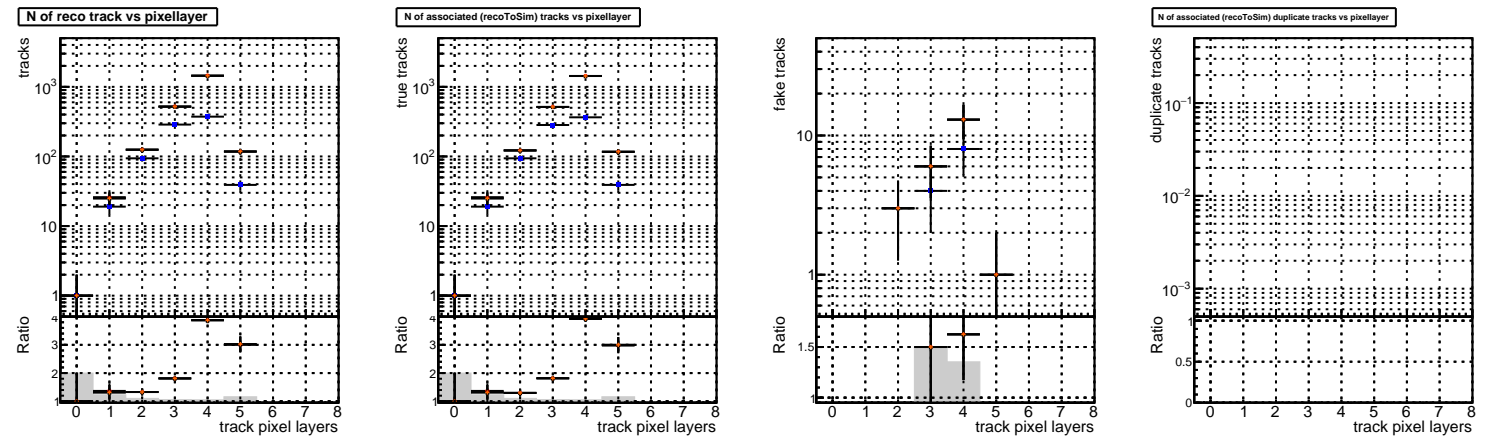 N of reco track vs pixellayer
tracks
10³
10²
10
1
Ratio
4
3
2
1
0 1 2 3 4 5 6 7 8
track pixel layers
N of associated (recoToSim) tracks vs pixellayer
true tracks
10³
10²
10
1
Ratio
4
3
2
1
0 1 2 3 4 5 6 7 8
track pixel layers
fake tracks
10
1
Ratio
1.5
1
0 1 2 3 4 5 6 7 8
track pixel layers
N of associated (recoToSim) duplicate tracks vs pixellayer
duplicate tracks
10⁻¹
10⁻²
10⁻³
Ratio
1
0.5
0
0 1 2 3 4 5 6 7 8
track pixel layers